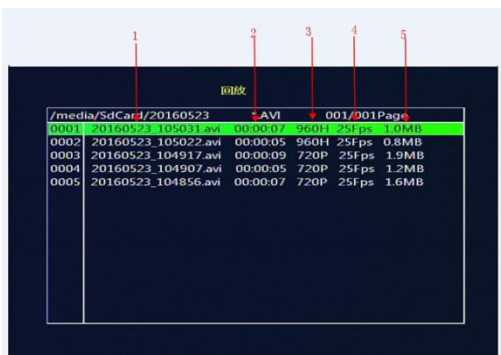 1 2 3 4 5
回放
/media/SdCard/20160523 *.AVI 001/001Page
0001 20160523_105031.avi 00:00:07 960H 25Fps 1.0MB
0002 20160523_105022.avi 00:00:05 960H 25Fps 0.8MB
0003 20160523_104917.avi 00:00:09 720P 25Fps 1.9MB
0004 20160523_104907.avi 00:00:05 720P 25Fps 1.2MB
0005 20160523_104856.avi 00:00:07 720P 25Fps 1.6MB